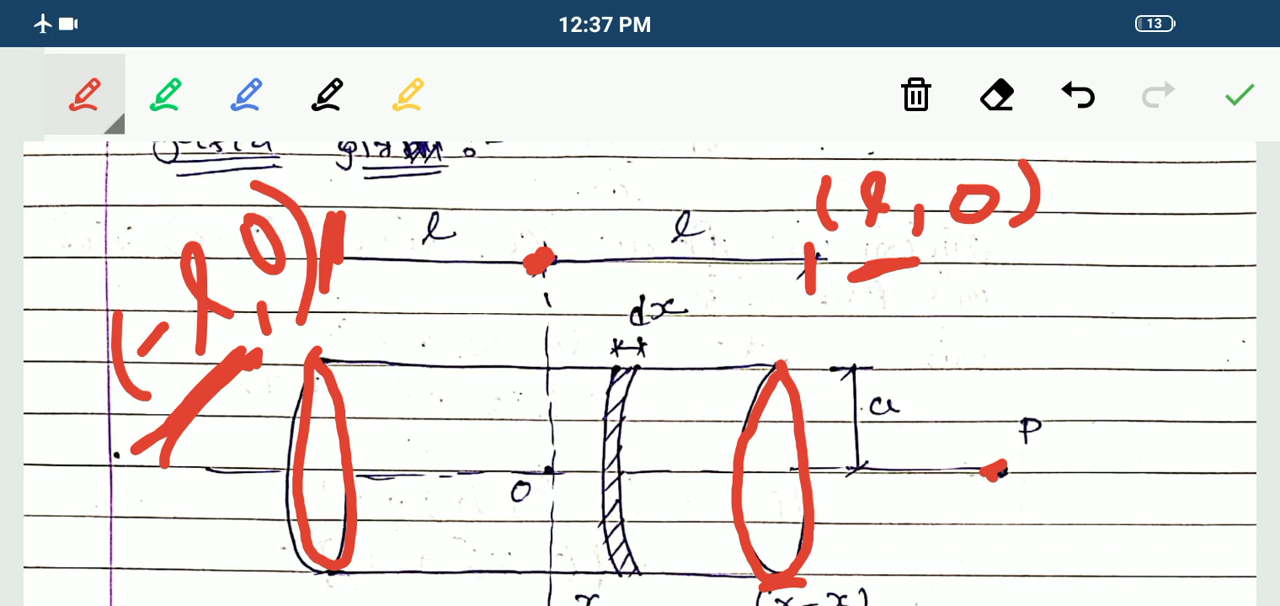 12:37 PM
13
(l, 0)
l l
(-l, 0)
dx
a
P
O
x (x-x)